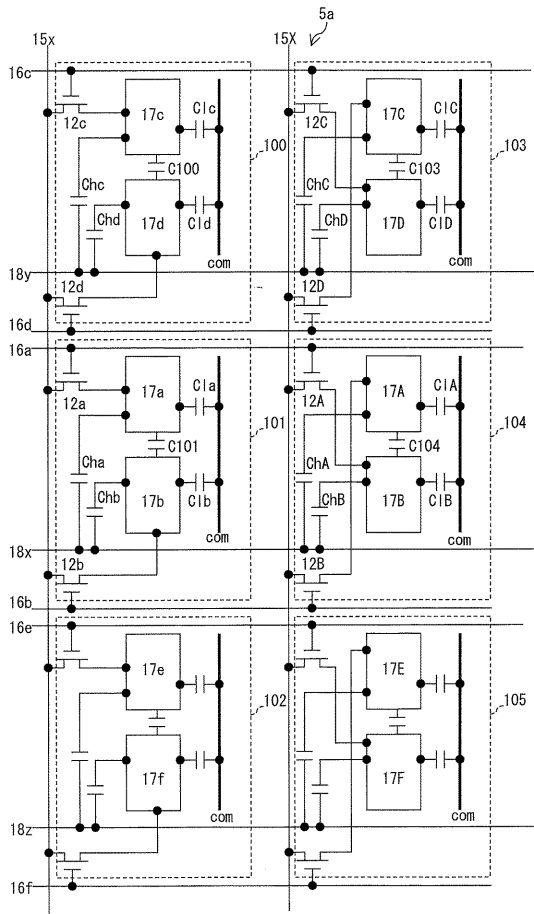 5a
15x 15X
16c
17c Clc 17C ClC
12c 12C
100 103
C100 C103
Chc ChC
Chd 17d Cld ChD 17D ClD
com com
18y
12d 12D
16d
16a
17a Cla 17A ClA
12a 12A
101 104
C101 C104
Cha ChA
Chb 17b Clb ChB 17B ClB
com com
18x
12b 12B
16b
16e
17e 17E
102 105
17f 17F
com com
18z
16f